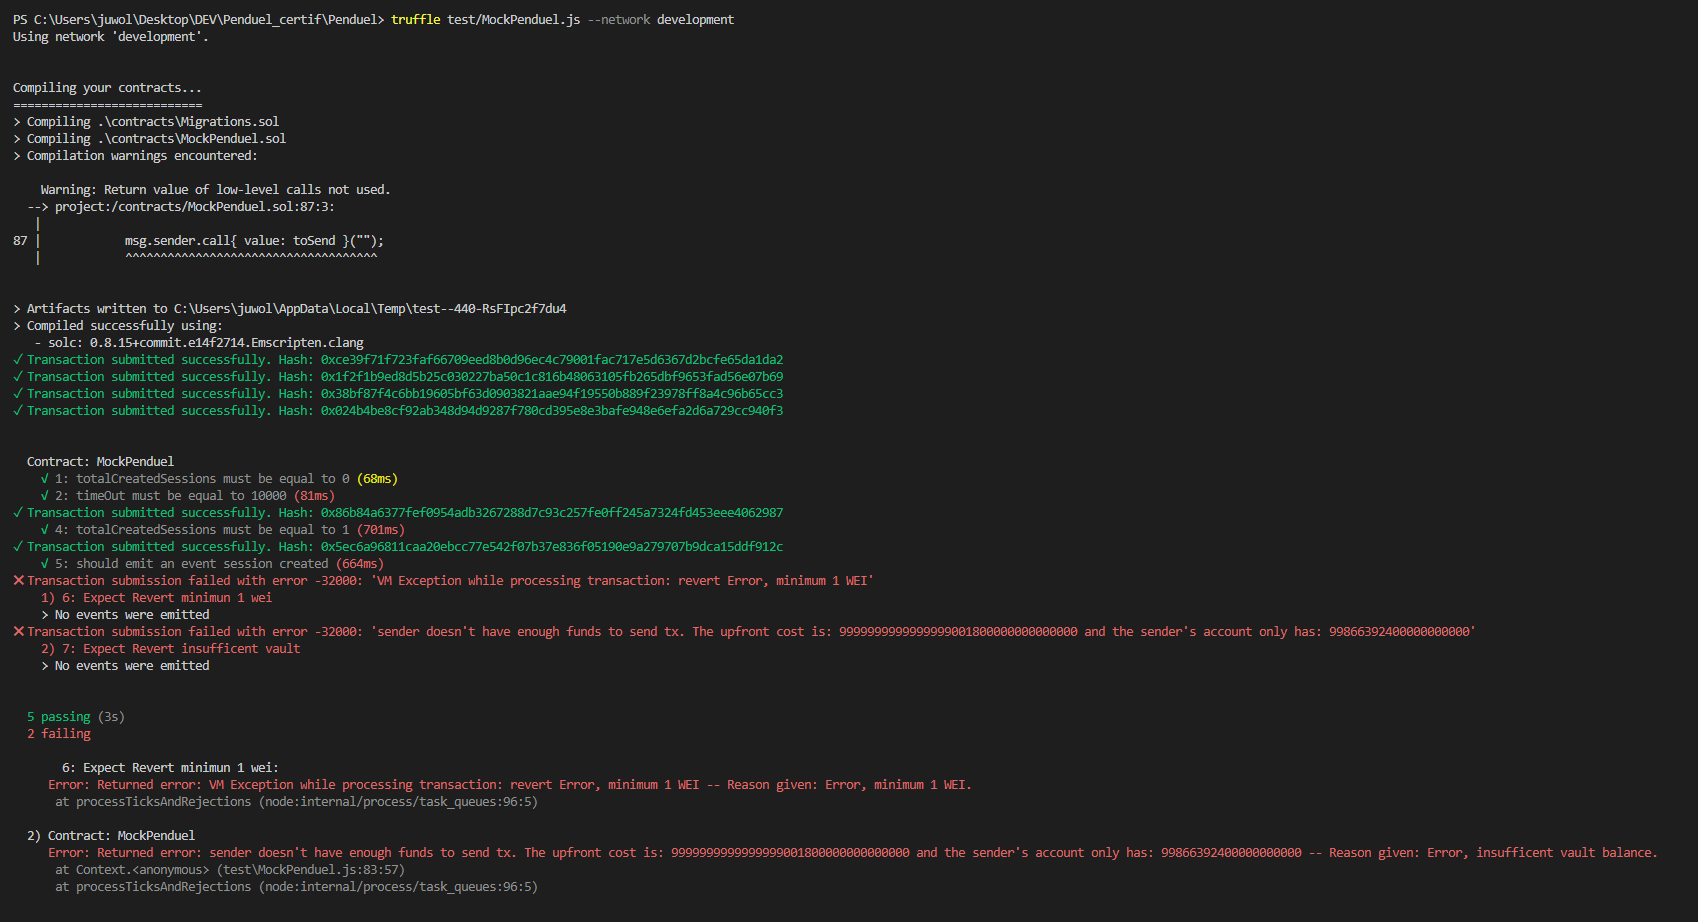 PS C:\Users\juwol\Desktop\DEV\Penduel_certif\Penduel> truffle test/MockPenduel.js --network development
Using network 'development'.
Compiling your contracts...
===========================
> Compiling .\contracts\Migrations.sol
> Compiling .\contracts\MockPenduel.sol
> Compilation warnings encountered:
Warning: Return value of low-level calls not used.
--> project:/contracts/MockPenduel.sol:87:3:
|
87 | msg.sender.call{ value: toSend }("");
| ^^^^^^^^^^^^^^^^^^^^^^^^^^^^^^^^^^^^
> Artifacts written to C:\Users\juwol\AppData\Local\Temp\test--440-RsFIpc2f7du4
> Compiled successfully using:
- solc: 0.8.15+commit.e14f2714.Emscripten.clang
✓ Transaction submitted successfully. Hash: 0xce39f71f723faf66709eed8b0d96ec4c79001fac717e5d6367d2bcfe65da1da2
✓ Transaction submitted successfully. Hash: 0x1f2f1b9ed8d5b25c030227ba50c1c816b48063105fb265dbf9653fad56e07b69
✓ Transaction submitted successfully. Hash: 0x38bf87f4c6bb19605bf63d0903821aae94f19550b889f23978ff8a4c96b65cc3
✓ Transaction submitted successfully. Hash: 0x024b4be8cf92ab348d94d9287f780cd395e8e3bafe948e6efa2d6a729cc940f3
Contract: MockPenduel
√ 1: totalCreatedSessions must be equal to 0 (68ms)
√ 2: timeOut must be equal to 10000 (81ms)
✓ Transaction submitted successfully. Hash: 0x86b84a6377fef0954adb3267288d7c93c257fe0ff245a7324fd453eee4062987
√ 4: totalCreatedSessions must be equal to 1 (701ms)
✓ Transaction submitted successfully. Hash: 0x5ec6a96811caa20ebcc77e542f07b37e836f05190e9a279707b9dca15ddf912c
√ 5: should emit an event session created (664ms)
❌ Transaction submission failed with error -32000: 'VM Exception while processing transaction: revert Error, minimum 1 WEI'
1) 6: Expect Revert minimun 1 wei
> No events were emitted
❌ Transaction submission failed with error -32000: 'sender doesn't have enough funds to send tx. The upfront cost is: 9999999999999999001800000000000000 and the sender's account only has: 99866392400000000000'
2) 7: Expect Revert insufficent vault
> No events were emitted
5 passing (3s)
2 failing
6: Expect Revert minimun 1 wei:
Error: Returned error: VM Exception while processing transaction: revert Error, minimum 1 WEI -- Reason given: Error, minimum 1 WEI.
at processTicksAndRejections (node:internal/process/task_queues:96:5)
2) Contract: MockPenduel
Error: Returned error: sender doesn't have enough funds to send tx. The upfront cost is: 9999999999999999001800000000000000 and the sender's account only has: 99866392400000000000 -- Reason given: Error, insufficent vault balance.
at Context.<anonymous> (test\MockPenduel.js:83:57)
at processTicksAndRejections (node:internal/process/task_queues:96:5)